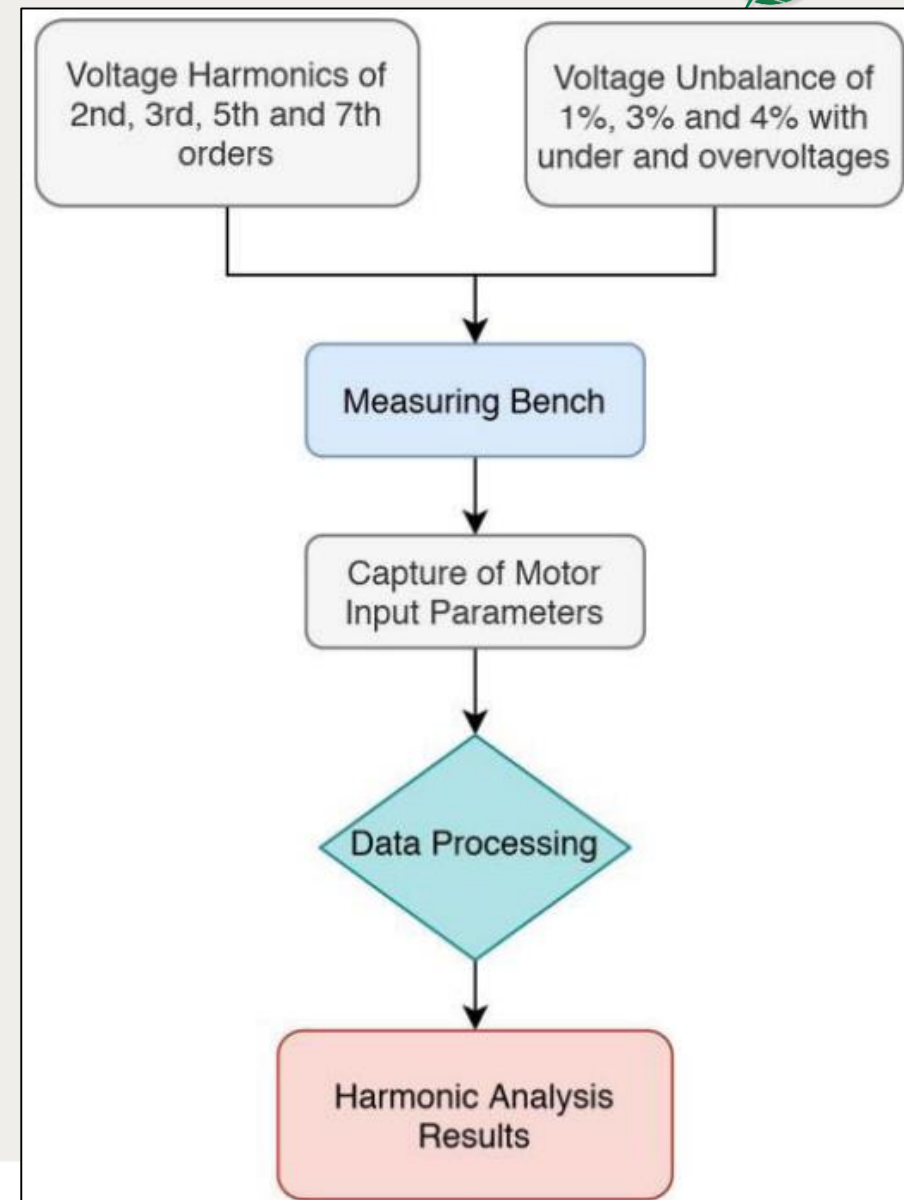 Voltage Harmonics of
2nd, 3rd, 5th and 7th
orders
Voltage Unbalance of
1%, 3% and 4% with
under and overvoltages
Measuring Bench
Capture of Motor
Input Parameters
Data Processing
Harmonic Analysis
Results